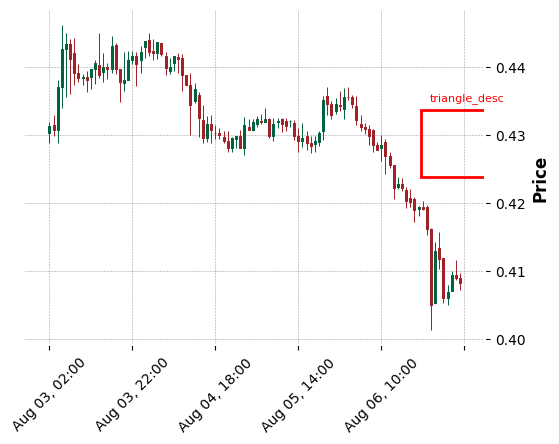 0.44
triangle_desc
0.43
0.42
0.41
0.40
Price
Aug 03, 02:00
Aug 03, 22:00
Aug 04, 18:00
Aug 05, 14:00
Aug 06, 10:00